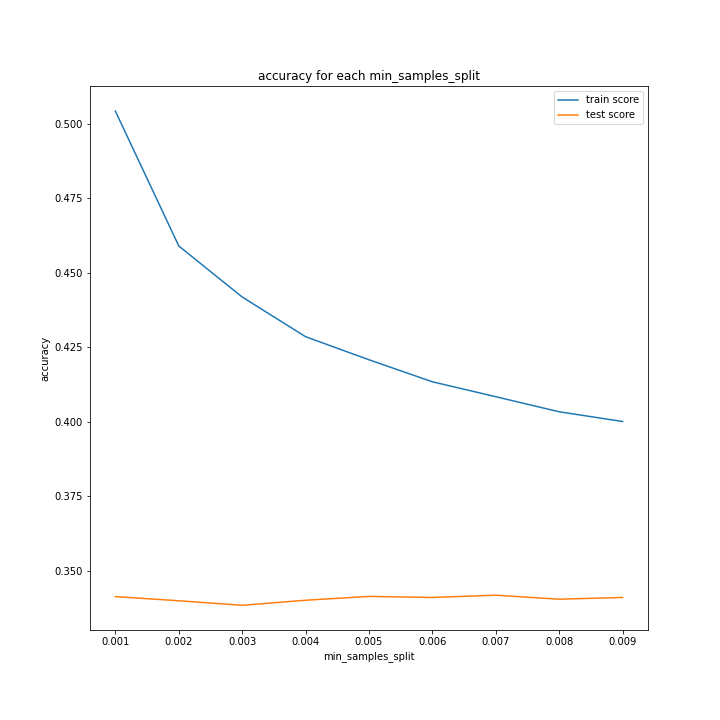 accuracy for each min_samples_split
train score
test score
0.500
0.475
0.450
0.425
0.400
0.375
0.350
accuracy
0.001 0.002 0.003 0.004 0.005 0.006 0.007 0.008 0.009
min_samples_split